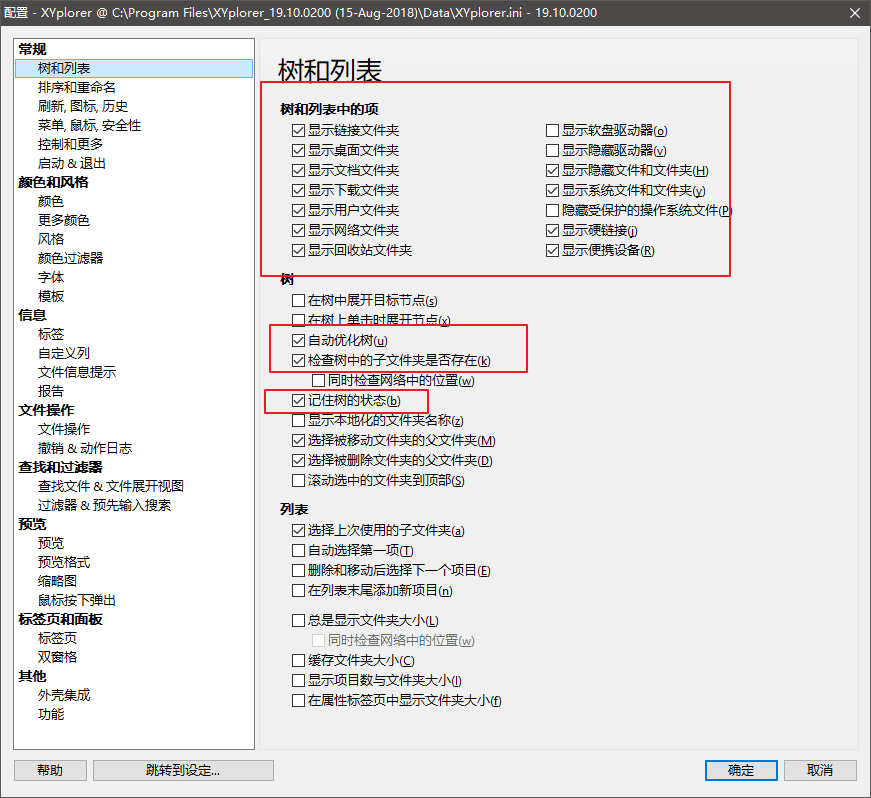 配置 - XYplorer @ C:\Program Files\XYplorer_19.10.0200 (15-Aug-2018)\Data\XYplorer.ini - 19.10.0200
常规
树和列表
排序和重命名
刷新, 图标, 历史
菜单, 鼠标, 安全性
控制和更多
启动 & 退出
颜色和风格
颜色
更多颜色
风格
颜色过滤器
字体
模板
信息
标签
自定义列
文件信息提示
报告
文件操作
文件操作
撤销 & 动作日志
查找和过滤器
查找文件 & 文件展开视图
过滤器 & 预先输入搜索
预览
预览
预览格式
缩略图
鼠标按下弹出
标签页和面板
标签页
双窗格
其他
外壳集成
功能
树和列表
树和列表中的项
显示链接文件夹
显示桌面文件夹
显示文档文件夹
显示下载文件夹
显示用户文件夹
显示网络文件夹
显示回收站文件夹
显示软盘驱动器(o)
显示隐藏驱动器(v)
显示隐藏文件和文件夹(H)
显示系统文件和文件夹(y)
隐藏受保护的操作系统文件(P)
显示硬链接(j)
显示便携设备(R)
树
在树中展开目标节点(s)
在树上单击时展开节点(x)
自动优化树(u)
检查树中的子文件夹是否存在(k)
同时检查网络中的位置(w)
记住树的状态(b)
显示本地化的文件夹名称(z)
选择被移动文件夹的父文件夹(M)
选择被删除文件夹的父文件夹(D)
滚动选中的文件夹到顶部(S)
列表
选择上次使用的子文件夹(a)
自动选择第一项(T)
删除和移动后选择下一个项目(E)
在列表末尾添加新项目(n)
总是显示文件夹大小(L)
同时检查网络中的位置(w)
缓存文件夹大小(C)
显示项目数与文件夹大小(I)
在属性标签页中显示文件夹大小(f)
帮助
跳转到设定...
确定
取消